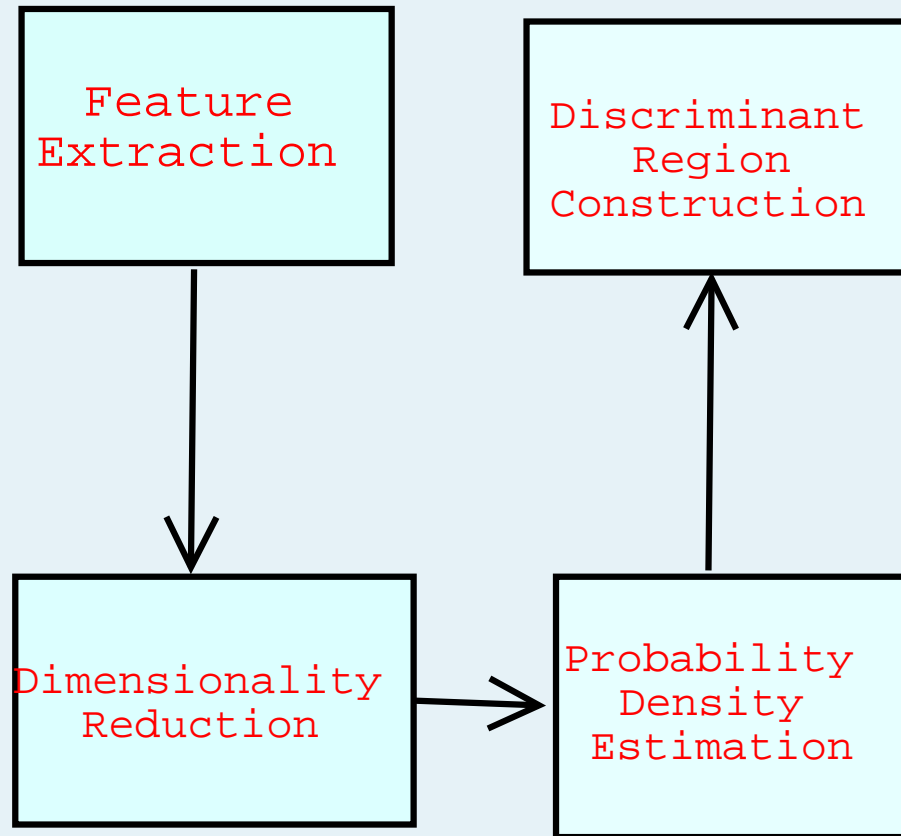 Feature
Extraction
Discriminant
Region
Construction
Dimensionality
Reduction
Probability
Density
Estimation